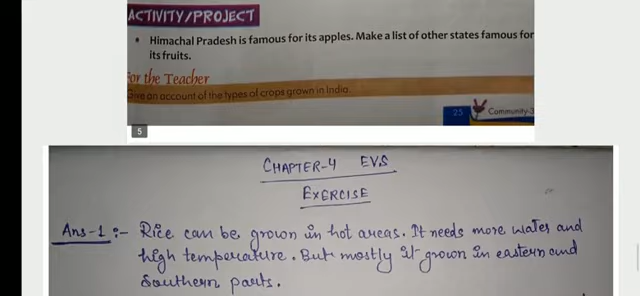 ACTIVITY/PROJECT
• Himachal Pradesh is famous for its apples. Make a list of other states famous for
its fruits.
For the Teacher
Give an account of the types of crops grown in India.
25 Community-3
5
CHAPTER-4 EVS
EXERCISE
Ans-1 :- Rice can be grown in hot areas. It needs more water and
high temperature. But mostly it grown in eastern and
Southern parts.